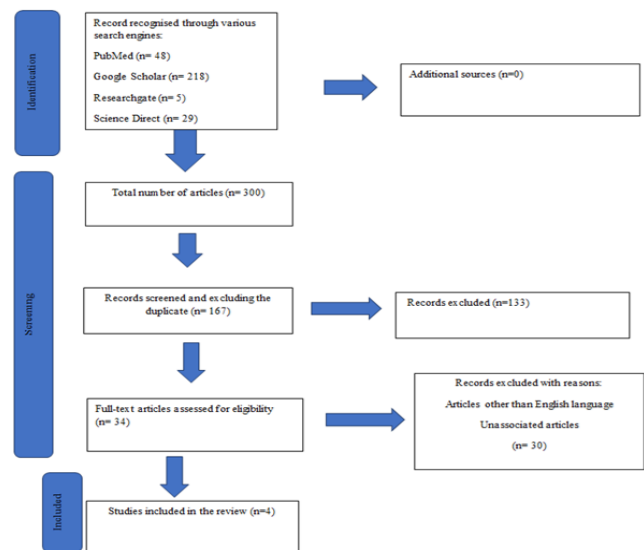 Identification
Record recognised through various
search engines:
PubMed (n= 48)
Google Scholar (n= 218)
Researchgate (n= 5)
Science Direct (n= 29)
Additional sources (n=0)
Screening
Total number of articles (n= 300)
Records screened and excluding the
duplicate (n= 167)
Records excluded (n=133)
Full-text articles assessed for eligibility
(n= 34)
Records excluded with reasons:
Articles other than English language
Unassociated articles
(n= 30)
Included
Studies included in the review (n=4)